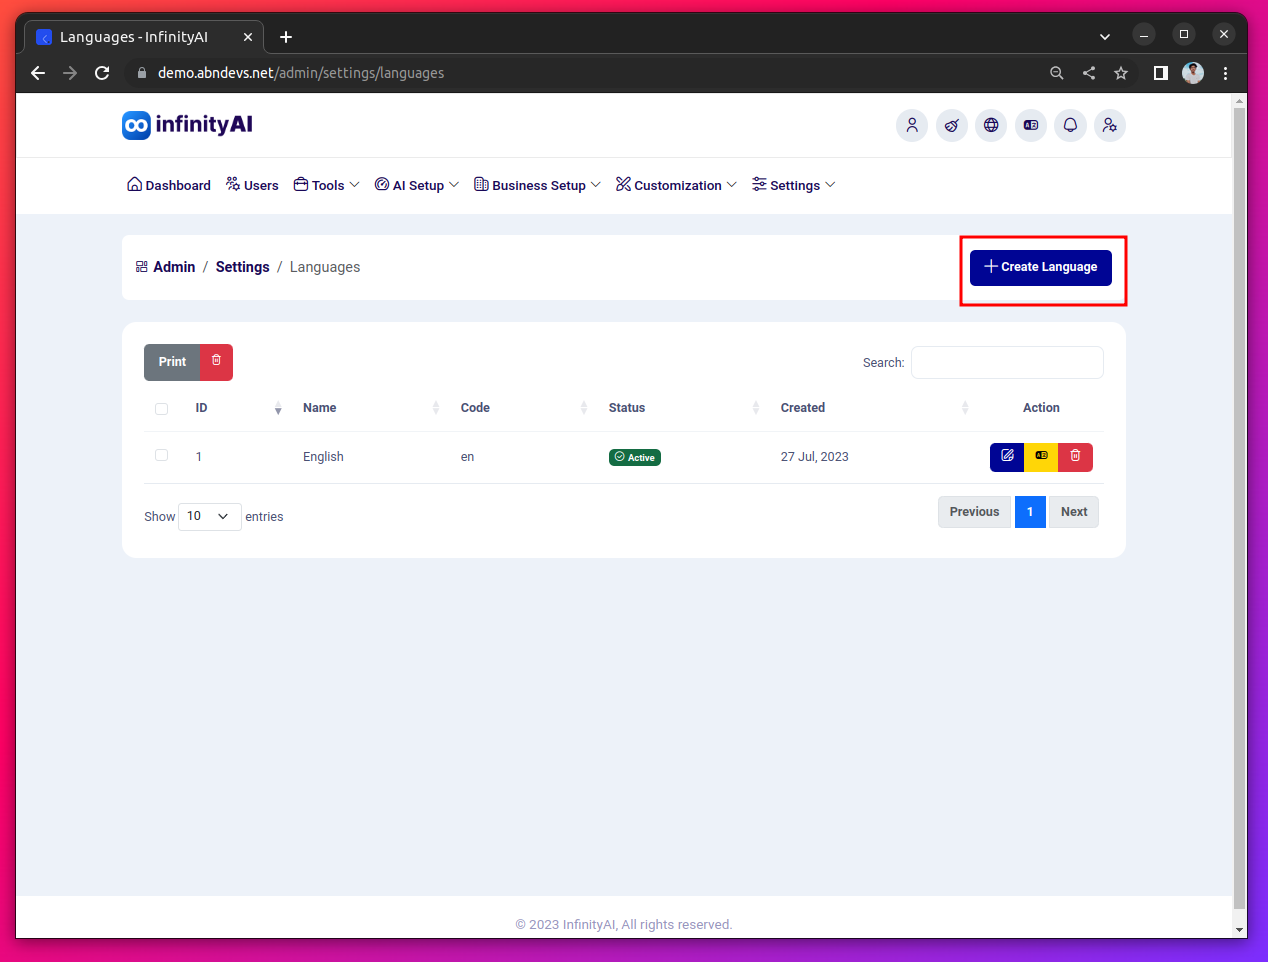 Languages - InfinityAI
demo.abndevs.net/admin/settings/languages
infinityAI
Dashboard Users Tools AI Setup Business Setup Customization Settings
Admin / Settings / Languages
Create Language
Print
Search:
ID Name Code Status Created Action
1 English en Active 27 Jul, 2023
Show 10 entries
Previous 1 Next
© 2023 InfinityAI, All rights reserved.